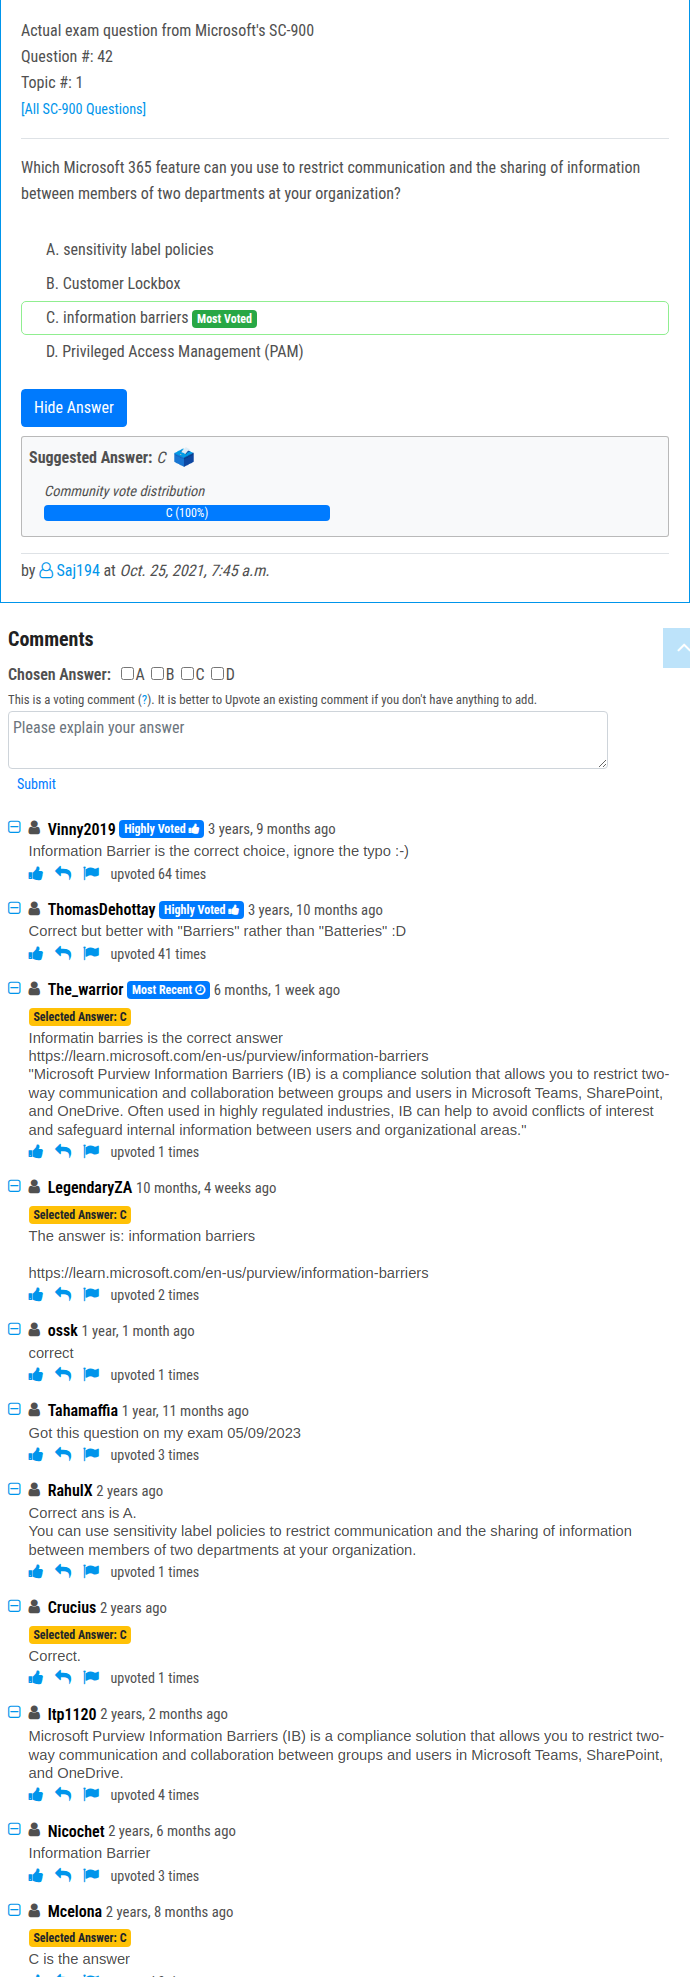 Actual exam question from Microsoft's SC-900
Question #: 42
Topic #: 1
[All SC-900 Questions]
Which Microsoft 365 feature can you use to restrict communication and the sharing of information
between members of two departments at your organization?
A. sensitivity label policies
B. Customer Lockbox
C. information barriers Most Voted
D. Privileged Access Management (PAM)
Hide Answer
Suggested Answer: C
Community vote distribution
C (100%)
by Saj194 at Oct. 25, 2021, 7:45 a.m.
Comments
Chosen Answer: A B C D
This is a voting comment (?). It is better to Upvote an existing comment if you don't have anything to add.
Please explain your answer
Submit
Vinny2019 Highly Voted 3 years, 9 months ago
Information Barrier is the correct choice, ignore the typo :-)
upvoted 64 times
ThomasDehottay Highly Voted 3 years, 10 months ago
Correct but better with "Barriers" rather than "Batteries" :D
upvoted 41 times
The_warrior Most Recent 6 months, 1 week ago
Selected Answer: C
Informatin barries is the correct answer
https://learn.microsoft.com/en-us/purview/information-barriers
"Microsoft Purview Information Barriers (IB) is a compliance solution that allows you to restrict two-
way communication and collaboration between groups and users in Microsoft Teams, SharePoint,
and OneDrive. Often used in highly regulated industries, IB can help to avoid conflicts of interest
and safeguard internal information between users and organizational areas."
upvoted 1 times
LegendaryZA 10 months, 4 weeks ago
Selected Answer: C
The answer is: information barriers
https://learn.microsoft.com/en-us/purview/information-barriers
upvoted 2 times
ossk 1 year, 1 month ago
correct
upvoted 1 times
Tahamaffia 1 year, 11 months ago
Got this question on my exam 05/09/2023
upvoted 3 times
RahulX 2 years ago
Correct ans is A.
You can use sensitivity label policies to restrict communication and the sharing of information
between members of two departments at your organization.
upvoted 1 times
Crucius 2 years ago
Selected Answer: C
Correct.
upvoted 1 times
ltp1120 2 years, 2 months ago
Microsoft Purview Information Barriers (IB) is a compliance solution that allows you to restrict two-
way communication and collaboration between groups and users in Microsoft Teams, SharePoint,
and OneDrive.
upvoted 4 times
Nicochet 2 years, 6 months ago
Information Barrier
upvoted 3 times
Mcelona 2 years, 8 months ago
Selected Answer: C
C is the answer